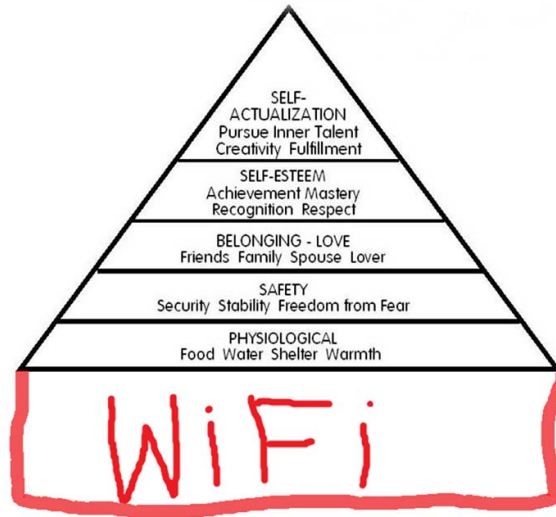 SELF-
ACTUALIZATION
Pursue Inner Talent
Creativity Fulfillment
SELF-ESTEEM
Achievement Mastery
Recognition Respect
BELONGING - LOVE
Friends Family Spouse Lover
SAFETY
Security Stability Freedom from Fear
PHYSIOLOGICAL
Food Water Shelter Warmth
WiFi